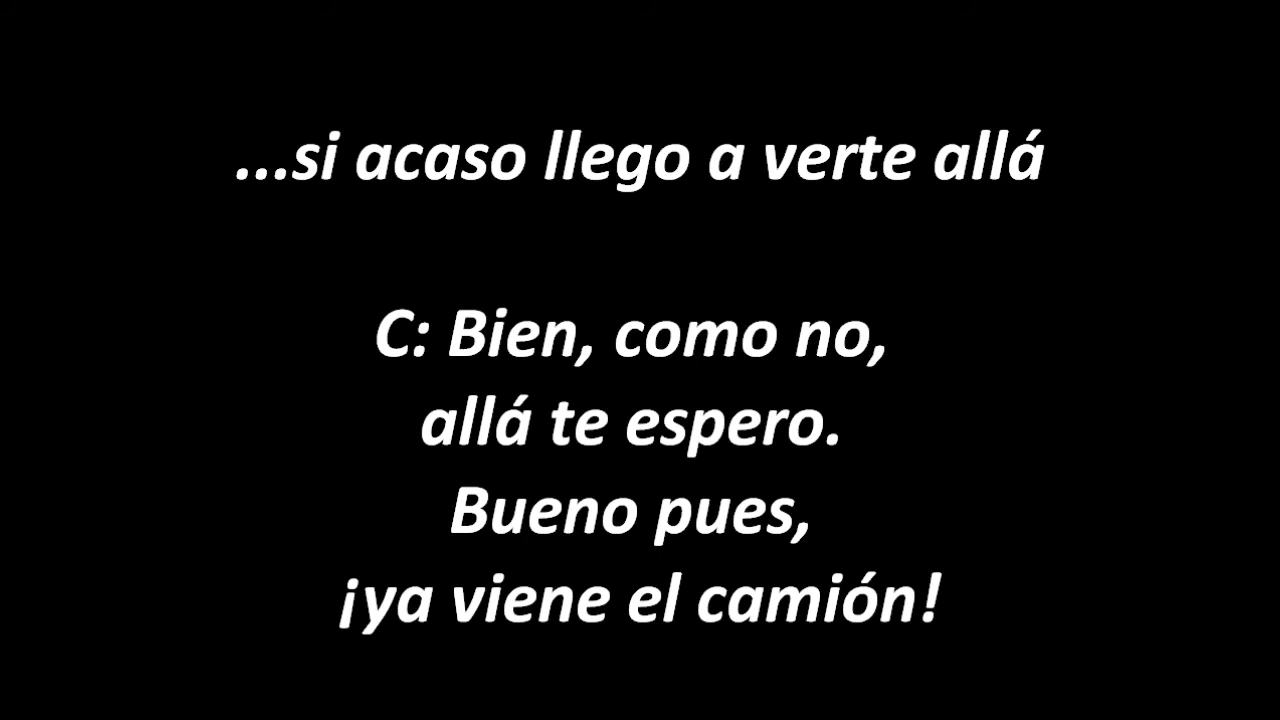 ...si acaso llego a verte allá
C: Bien, como no,
allá te espero.
Bueno pues,
¡ya viene el camión!